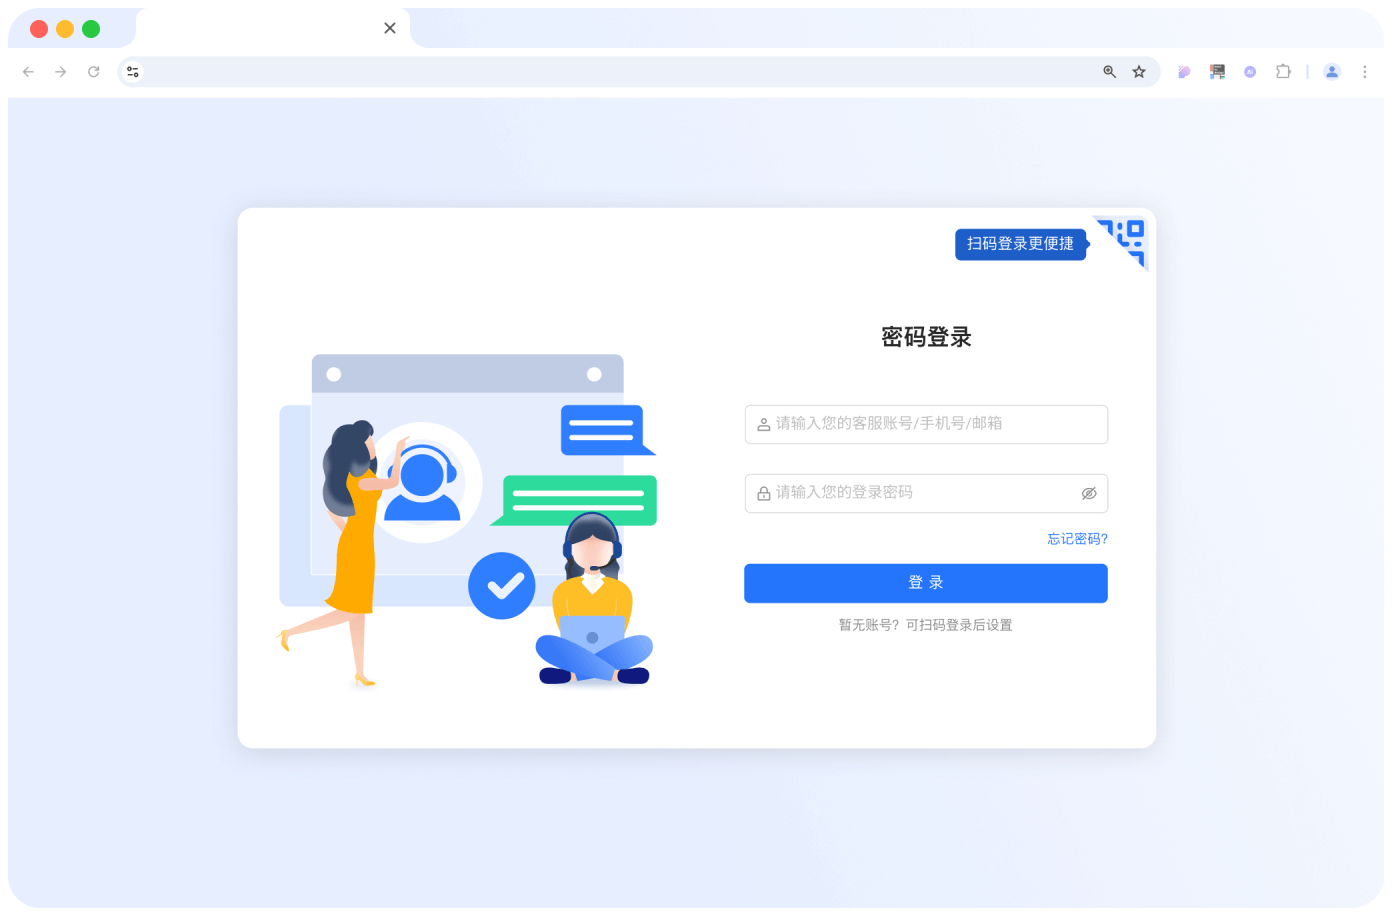 扫码登录更便捷
密码登录
请输入您的客服账号/手机号/邮箱
请输入您的登录密码
忘记密码?
登 录
暂无账号? 可扫码登录后设置